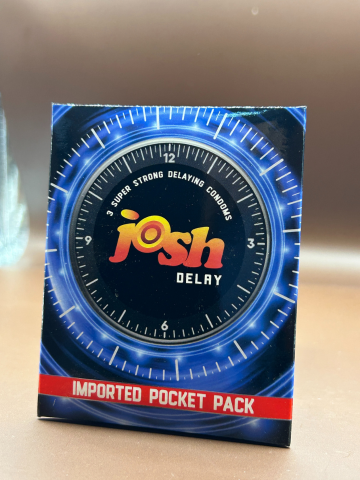 12
3 SUPER STRONG DELAYING CONDOMS
josh
DELAY
9
3
6
IMPORTED POCKET PACK